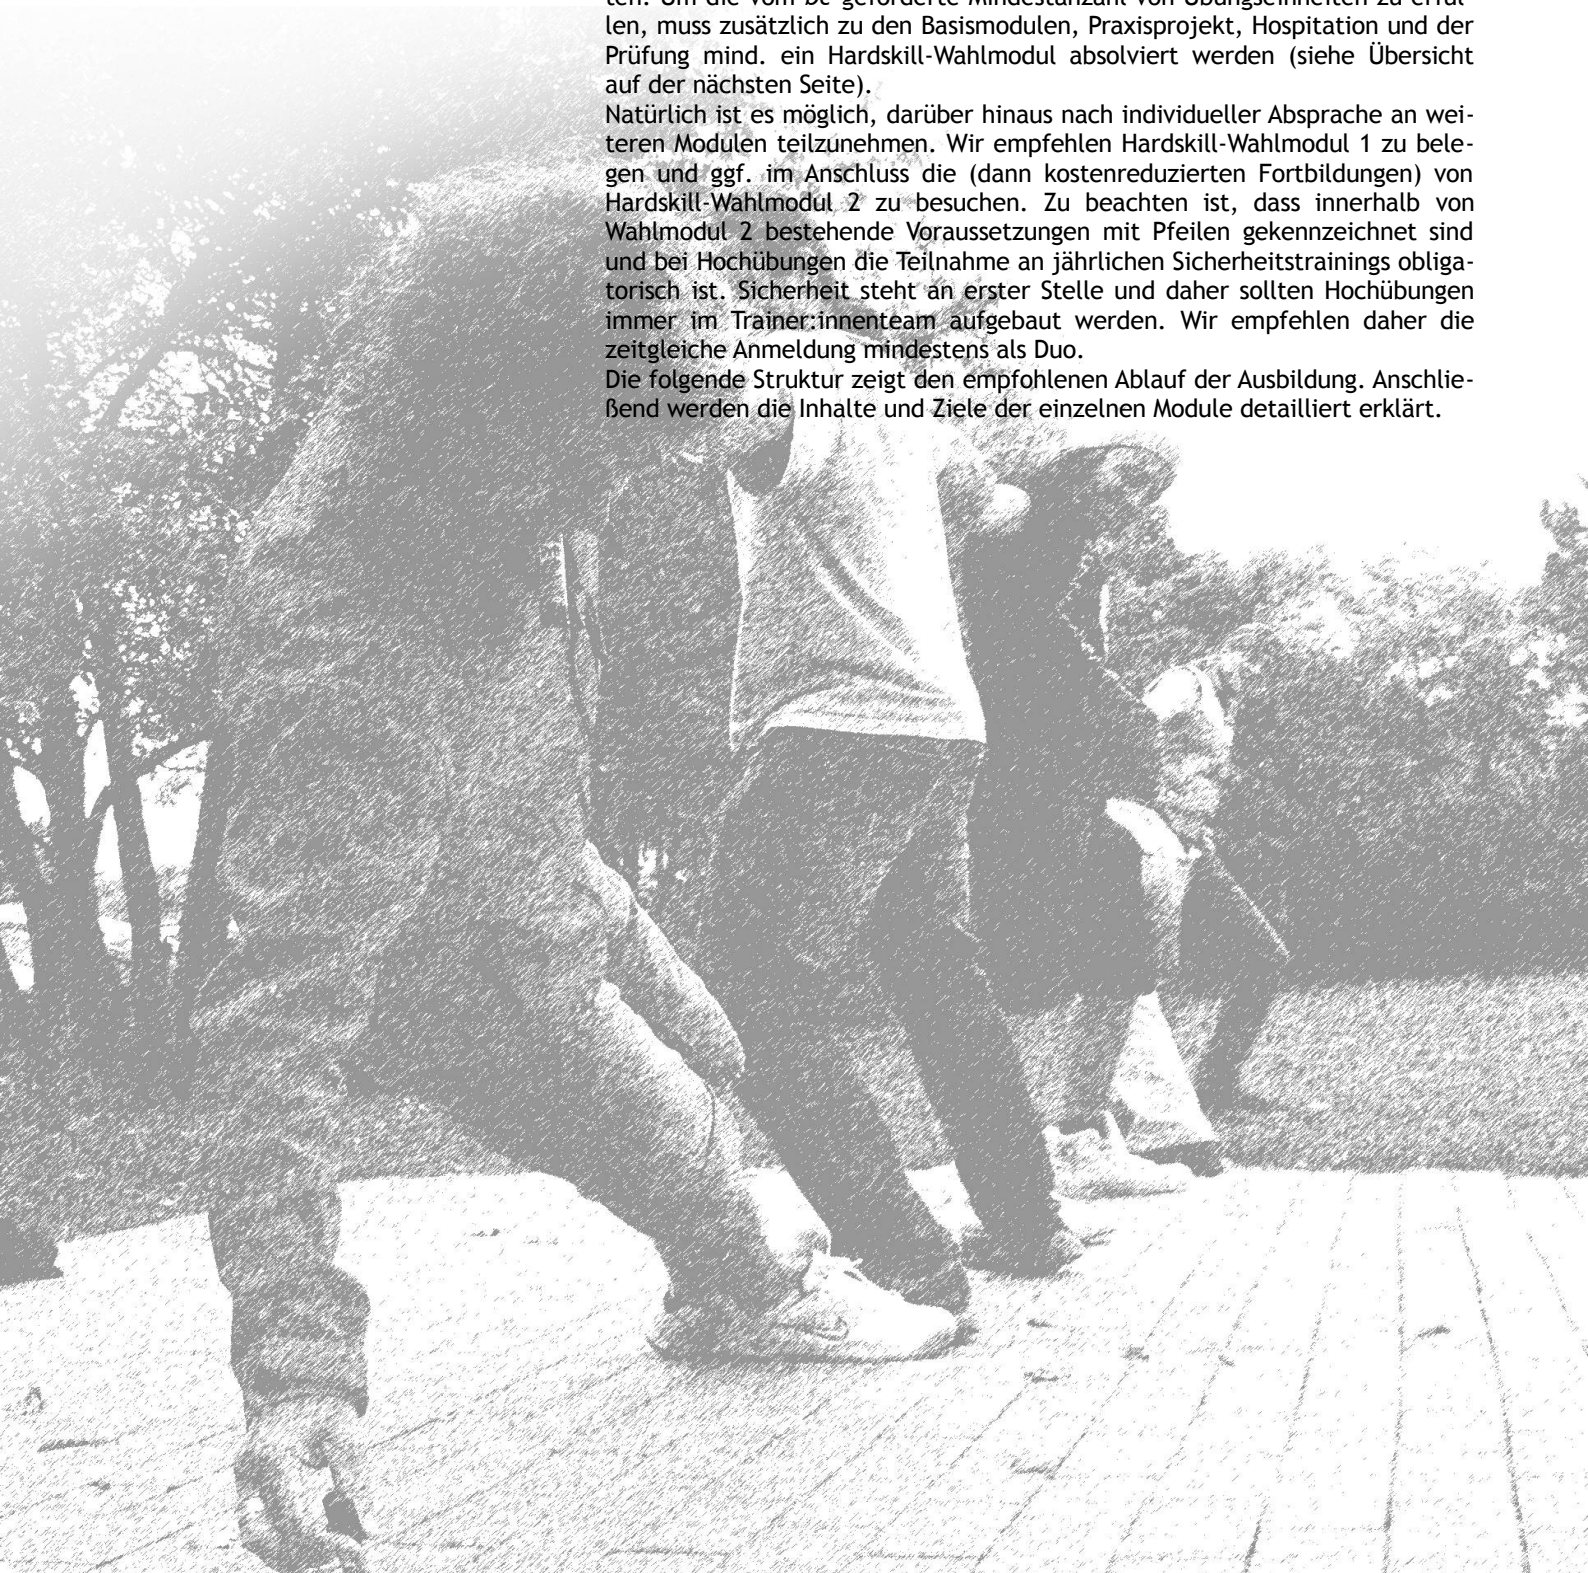 ten. Um die vom be geforderte Mindestanzahl von Übungseinheiten zu erfül-
len, muss zusätzlich zu den Basismodulen, Praxisprojekt, Hospitation und der
Prüfung mind. ein Hardskill-Wahlmodul absolviert werden (siehe Übersicht
auf der nächsten Seite).
Natürlich ist es möglich, darüber hinaus nach individueller Absprache an wei-
teren Modulen teilzunehmen. Wir empfehlen Hardskill-Wahlmodul 1 zu bele-
gen und ggf. im Anschluss die (dann kostenreduzierten Fortbildungen) von
Hardskill-Wahlmodul 2 zu besuchen. Zu beachten ist, dass innerhalb von
Wahlmodul 2 bestehende Voraussetzungen mit Pfeilen gekennzeichnet sind
und bei Hochübungen die Teilnahme an jährlichen Sicherheitstrainings obliga-
torisch ist. Sicherheit steht an erster Stelle und daher sollten Hochübungen
immer im Trainer:innenteam aufgebaut werden. Wir empfehlen daher die
zeitgleiche Anmeldung mindestens als Duo.
Die folgende Struktur zeigt den empfohlenen Ablauf der Ausbildung. Anschlie-
ßend werden die Inhalte und Ziele der einzelnen Module detailliert erklärt.